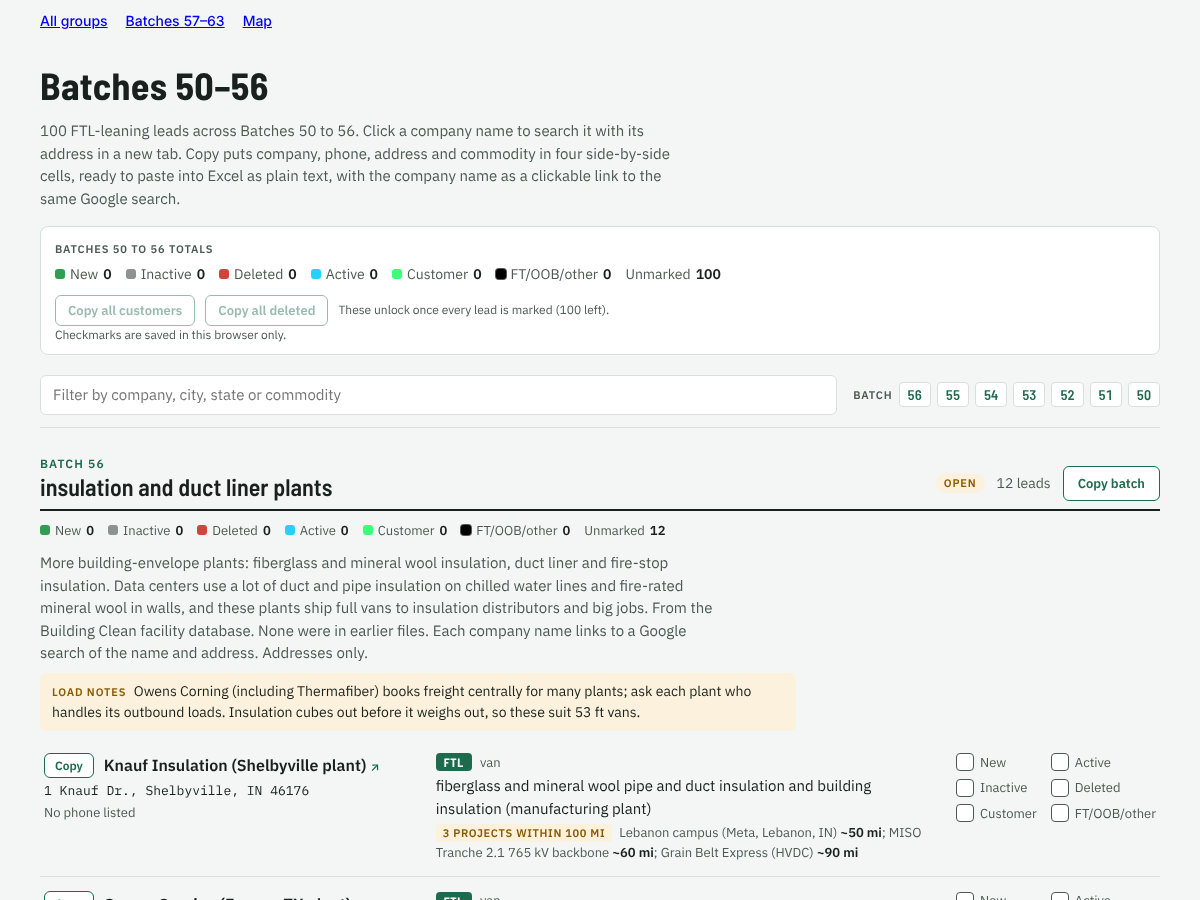 All groups Batches 57–63 Map
Batches 50–56
100 FTL-leaning leads across Batches 50 to 56. Click a company name to search it with its
address in a new tab. Copy puts company, phone, address and commodity in four side-by-side
cells, ready to paste into Excel as plain text, with the company name as a clickable link to the
same Google search.
BATCHES 50 TO 56 TOTALS
New 0 Inactive 0 Deleted 0 Active 0 Customer 0 FT/OOB/other 0 Unmarked 100
Copy all customers Copy all deleted These unlock once every lead is marked (100 left).
Checkmarks are saved in this browser only.
Filter by company, city, state or commodity BATCH 56 55 54 53 52 51 50
BATCH 56
insulation and duct liner plants OPEN 12 leads Copy batch
New 0 Inactive 0 Deleted 0 Active 0 Customer 0 FT/OOB/other 0 Unmarked 12
More building-envelope plants: fiberglass and mineral wool insulation, duct liner and fire-stop
insulation. Data centers use a lot of duct and pipe insulation on chilled water lines and fire-rated
mineral wool in walls, and these plants ship full vans to insulation distributors and big jobs. From the
Building Clean facility database. None were in earlier files. Each company name links to a Google
search of the name and address. Addresses only.
LOAD NOTES Owens Corning (including Thermafiber) books freight centrally for many plants; ask each plant who
handles its outbound loads. Insulation cubes out before it weighs out, so these suit 53 ft vans.
Copy Knauf Insulation (Shelbyville plant) ↗
1 Knauf Dr., Shelbyville, IN 46176
No phone listed
FTL van
fiberglass and mineral wool pipe and duct insulation and building
insulation (manufacturing plant)
3 PROJECTS WITHIN 100 MI Lebanon campus (Meta, Lebanon, IN) ~50 mi; MISO
Tranche 2.1 765 kV backbone ~60 mi; Grain Belt Express (HVDC) ~90 mi
New Active
Inactive Deleted
Customer FT/OOB/other